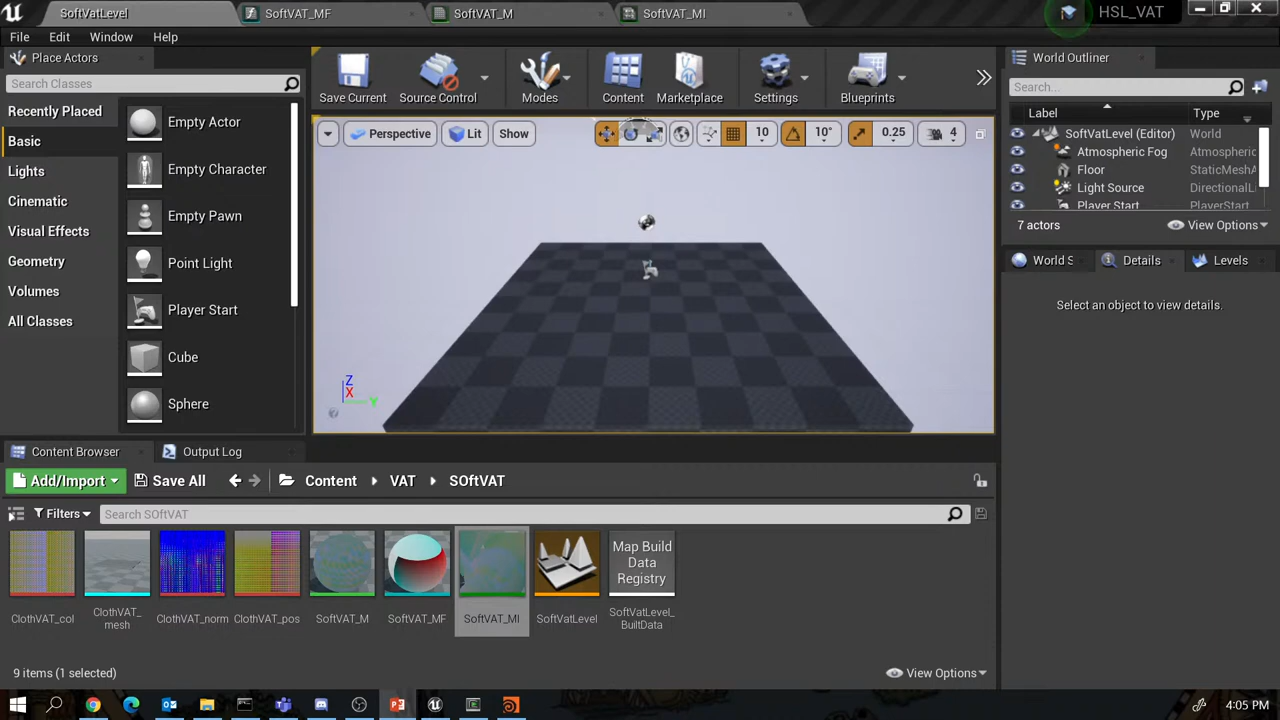 SoftVatLevel
SoftVAT_MF
SoftVAT_M
SoftVAT_MI
HSL_VAT
File
Edit
Window
Help
Place Actors
Search Classes
Recently Placed
Basic
Lights
Cinematic
Visual Effects
Geometry
Volumes
All Classes
Empty Actor
Empty Character
Empty Pawn
Point Light
Player Start
Cube
Sphere
Save Current
Source Control
Modes
Content
Marketplace
Settings
Blueprints
Perspective
Lit
Show
10
10°
0.25
4
Z
X
Y
World Outliner
Search...
Label
Type
SoftVatLevel (Editor)
World
Atmospheric Fog
Atmospheric
Floor
StaticMeshA
Light Source
DirectionalL
Player Start
PlayerStart
7 actors
View Options
World S
Details
Levels
Select an object to view details.
Content Browser
Output Log
Add/Import
Save All
Content
VAT
SOftVAT
Filters
Search SOftVAT
ClothVAT_col
ClothVAT_
mesh
ClothVAT_norm
ClothVAT_pos
SoftVAT_M
SoftVAT_MF
SoftVAT_MI
SoftVatLevel
Map Build
Data
Registry
SoftVatLevel_
BuiltData
9 items (1 selected)
View Options
4:05 PM